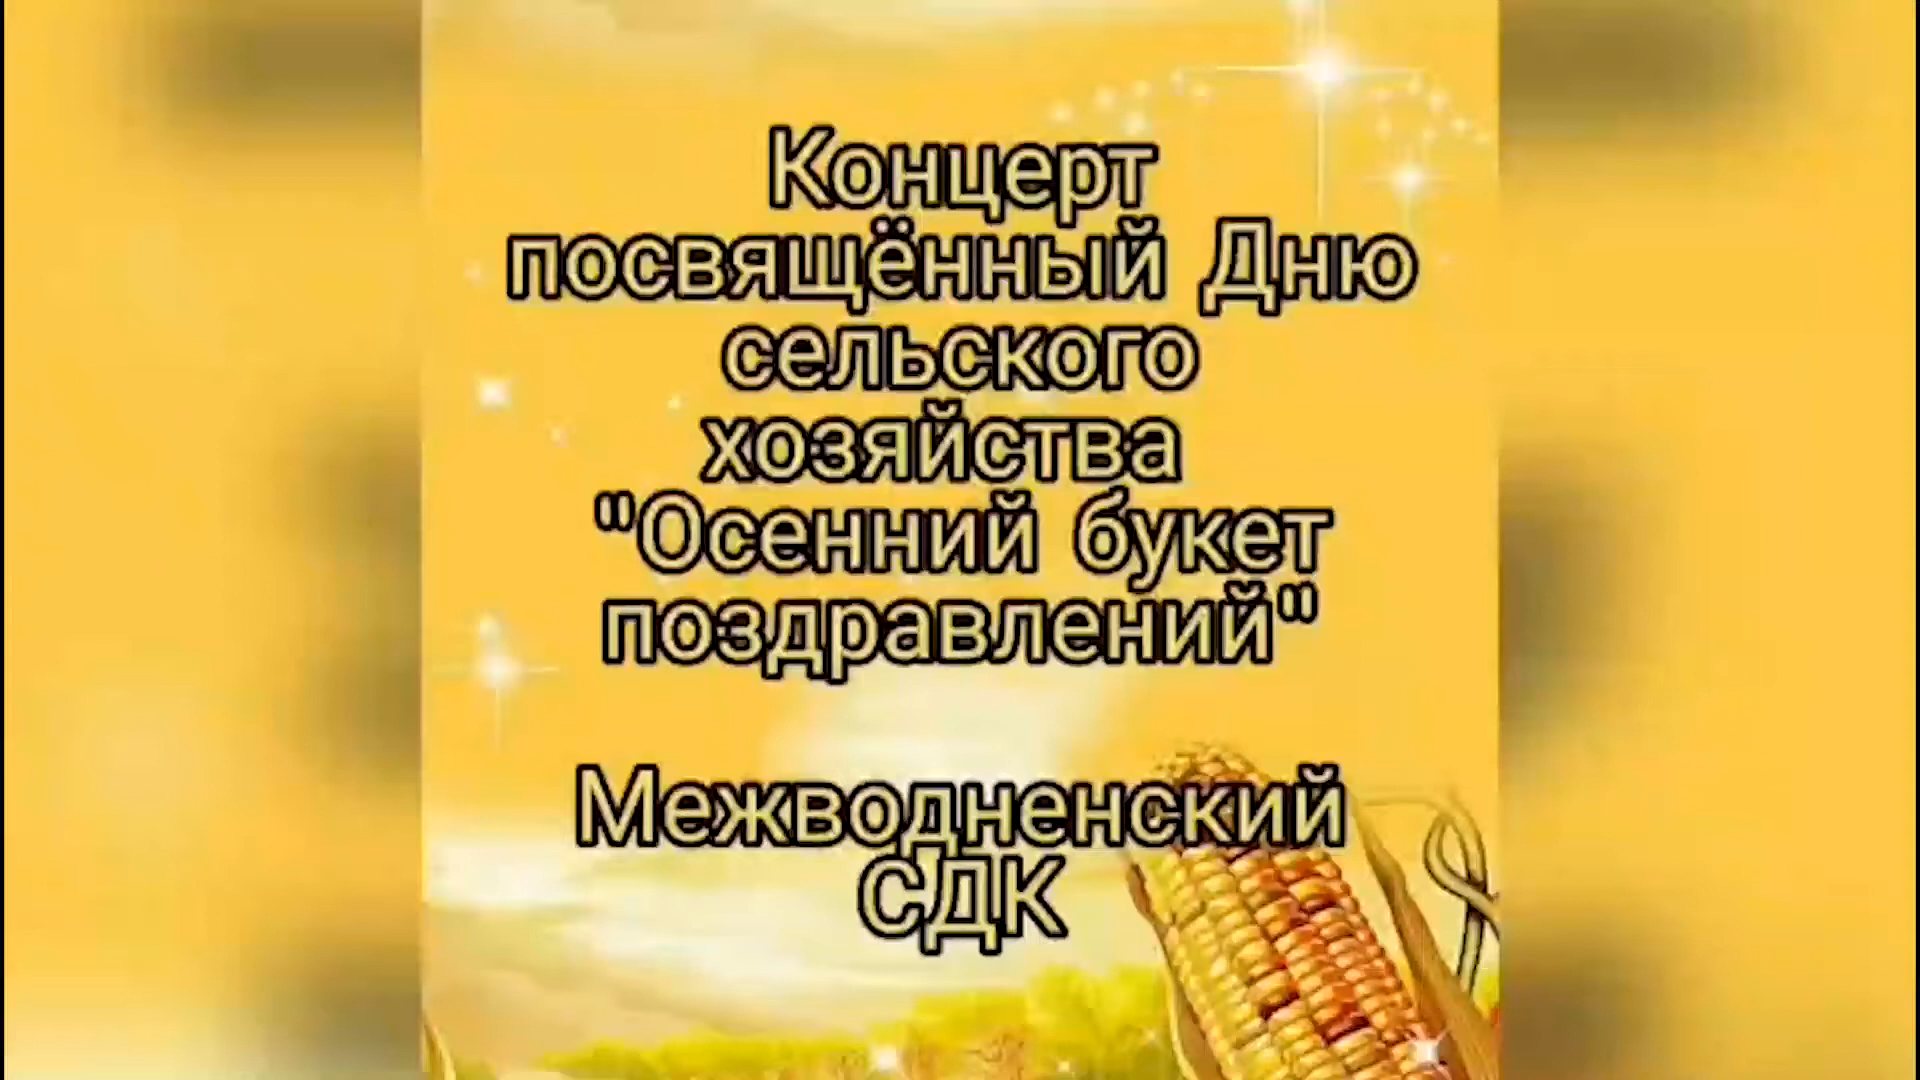 Концерт
посвящённый Дню
сельского
хозяйства
"Осенний букет
поздравлений"
Межводненский
СДК